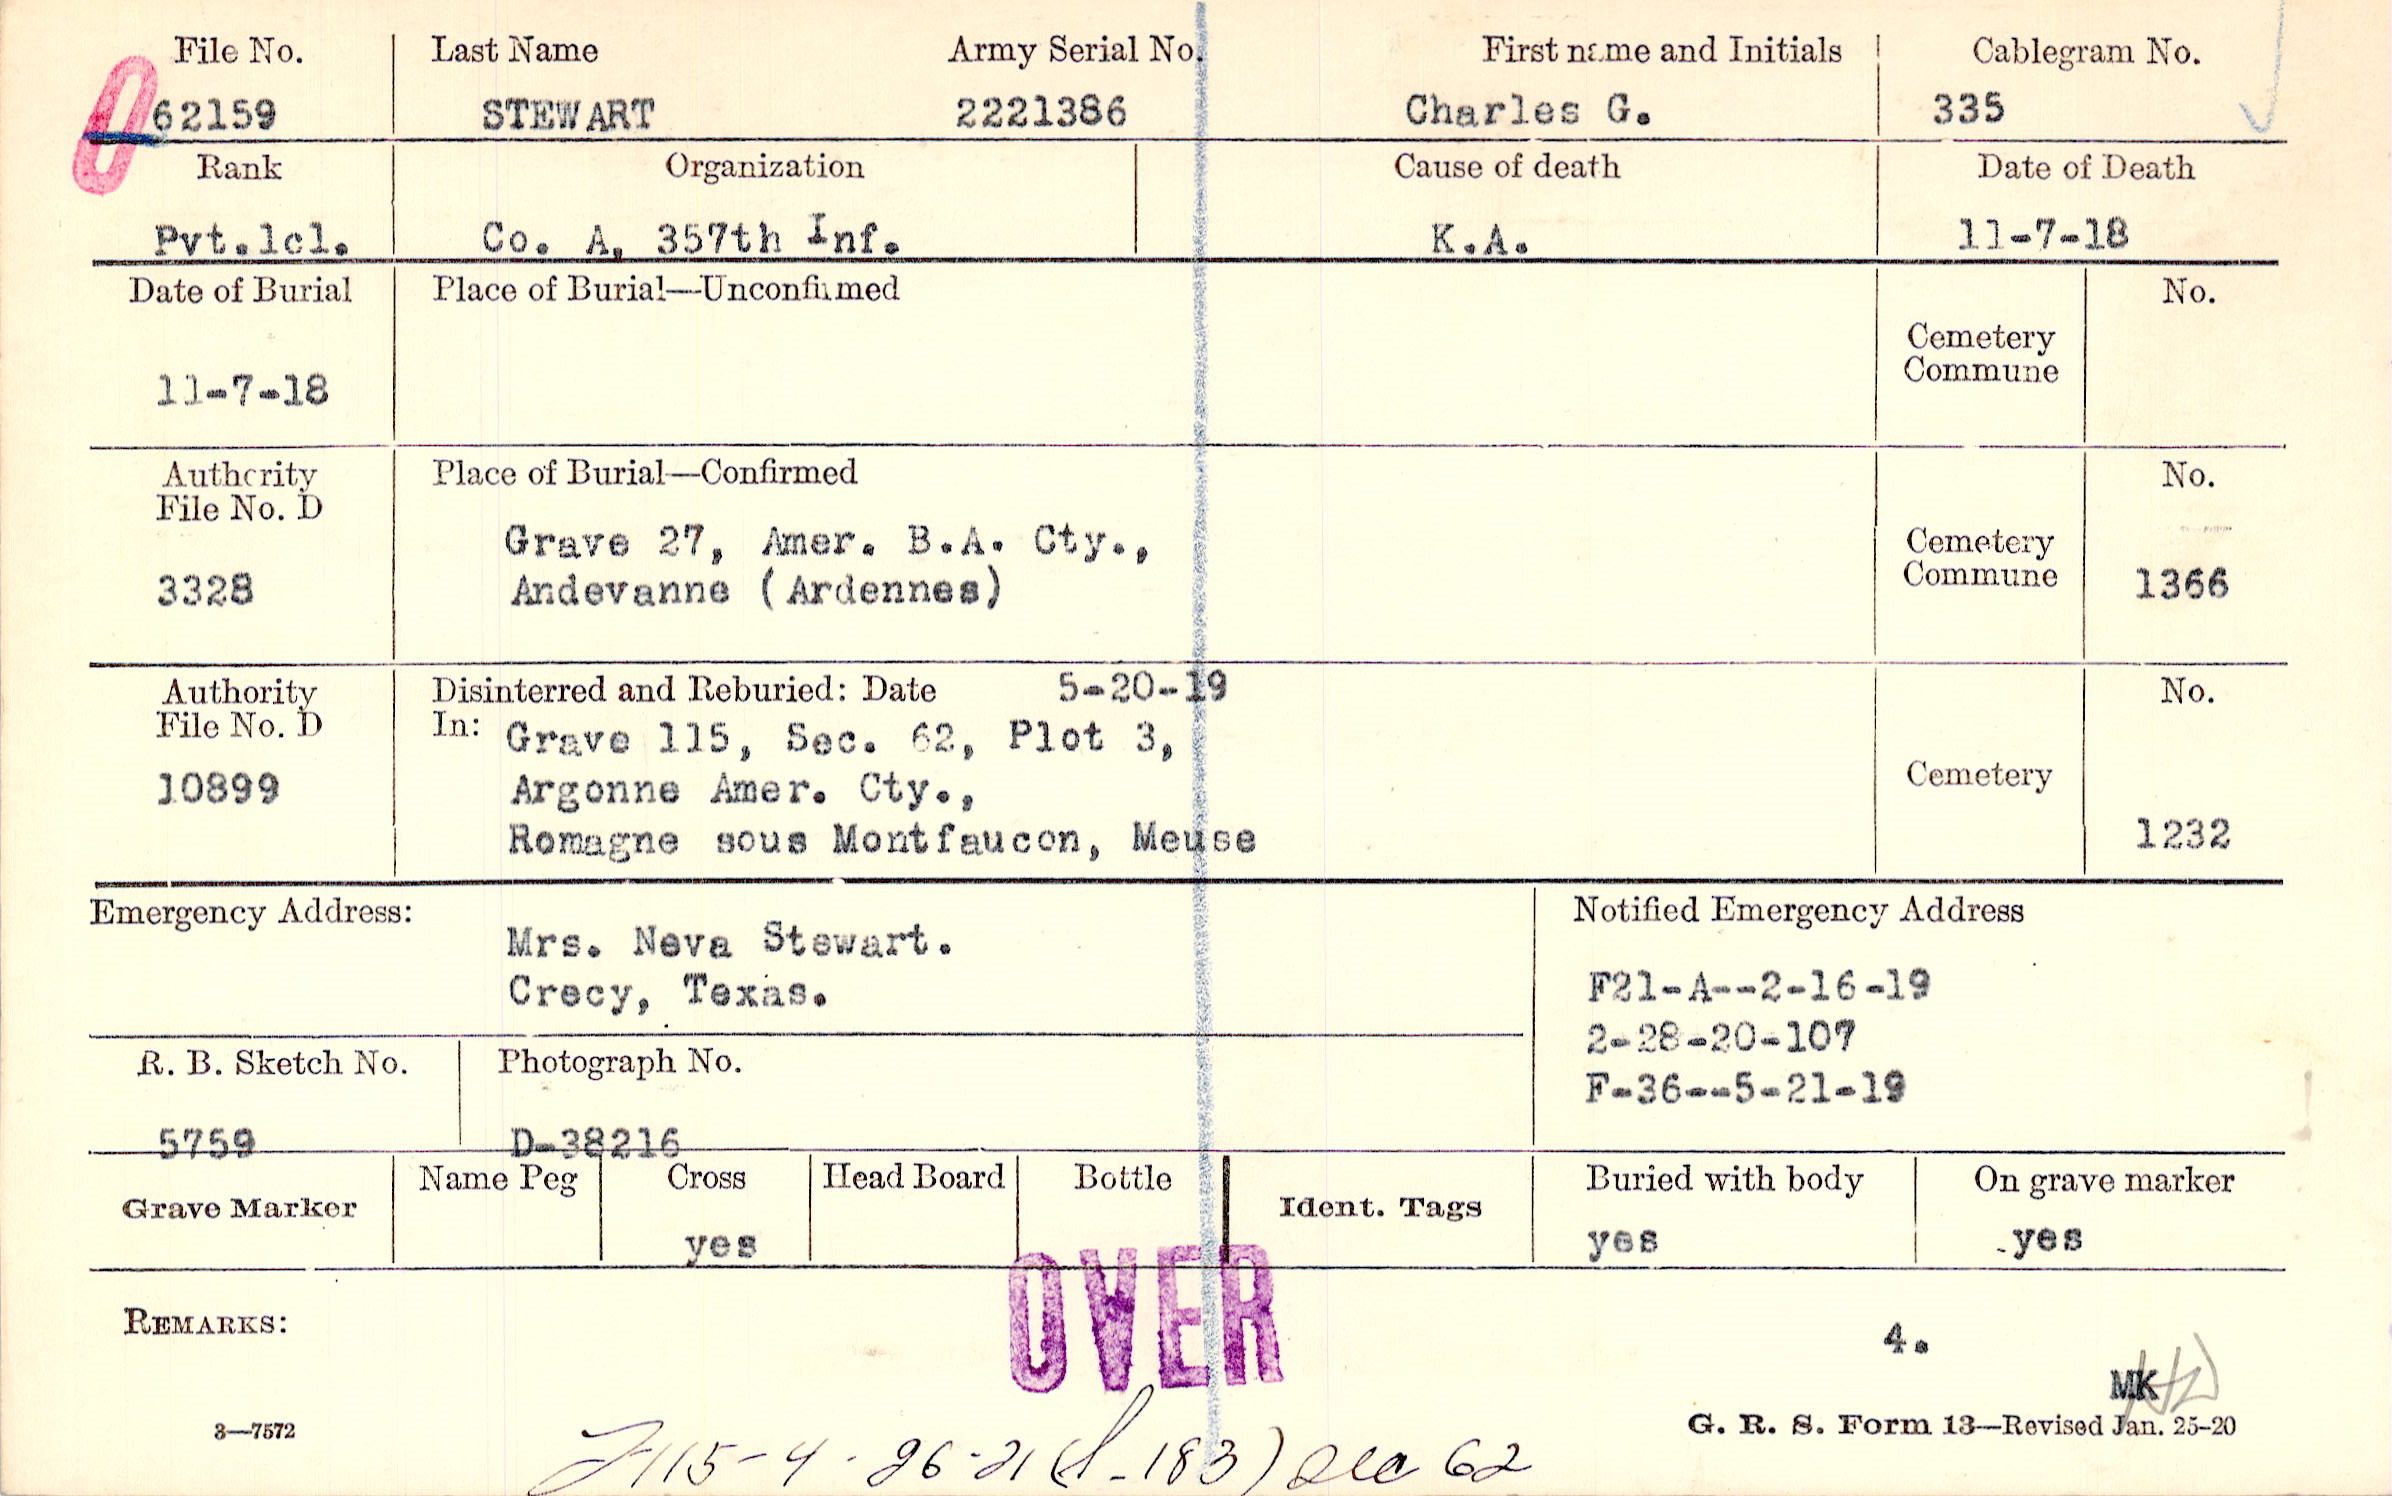 File No. Last Name Army Serial No. First name and Initials Cablegram No.
62159 STEWART 2221386 Charles G. 335
Rank Organization Cause of death Date of Death
Pvt.1cl. Co. A, 357th Inf. K.A. 11-7-18
Date of Burial Place of Burial—Unconfirmed No.
Cemetery
Commune
11-7-18
Authority Place of Burial—Confirmed No.
File No. D
Grave 27, Amer. B.A. Cty., Cemetery
3328 Andevanne (Ardennes) Commune 1366
Authority Disinterred and Reburied: Date 5-20-19 No.
File No. D In: Grave 115, Sec. 62, Plot 3,
10899 Argonne Amer. Cty., Cemetery
Romagne sous Montfaucon, Meuse 1232
Emergency Address: Notified Emergency Address
Mrs. Neva Stewart.
Crecy, Texas. F21-A--2-16-19
2-28-20-107
R. B. Sketch No. Photograph No. F-36--5-21-19
5759 D-38216
Grave Marker Name Peg Cross Head Board Bottle Ident. Tags Buried with body On grave marker
yes yes yes
OVER
REMARKS: 4.
MK
3—7572 G. R. S. Form 13—Revised Jan. 25-20
115-4-26-21 -183) Sec 62